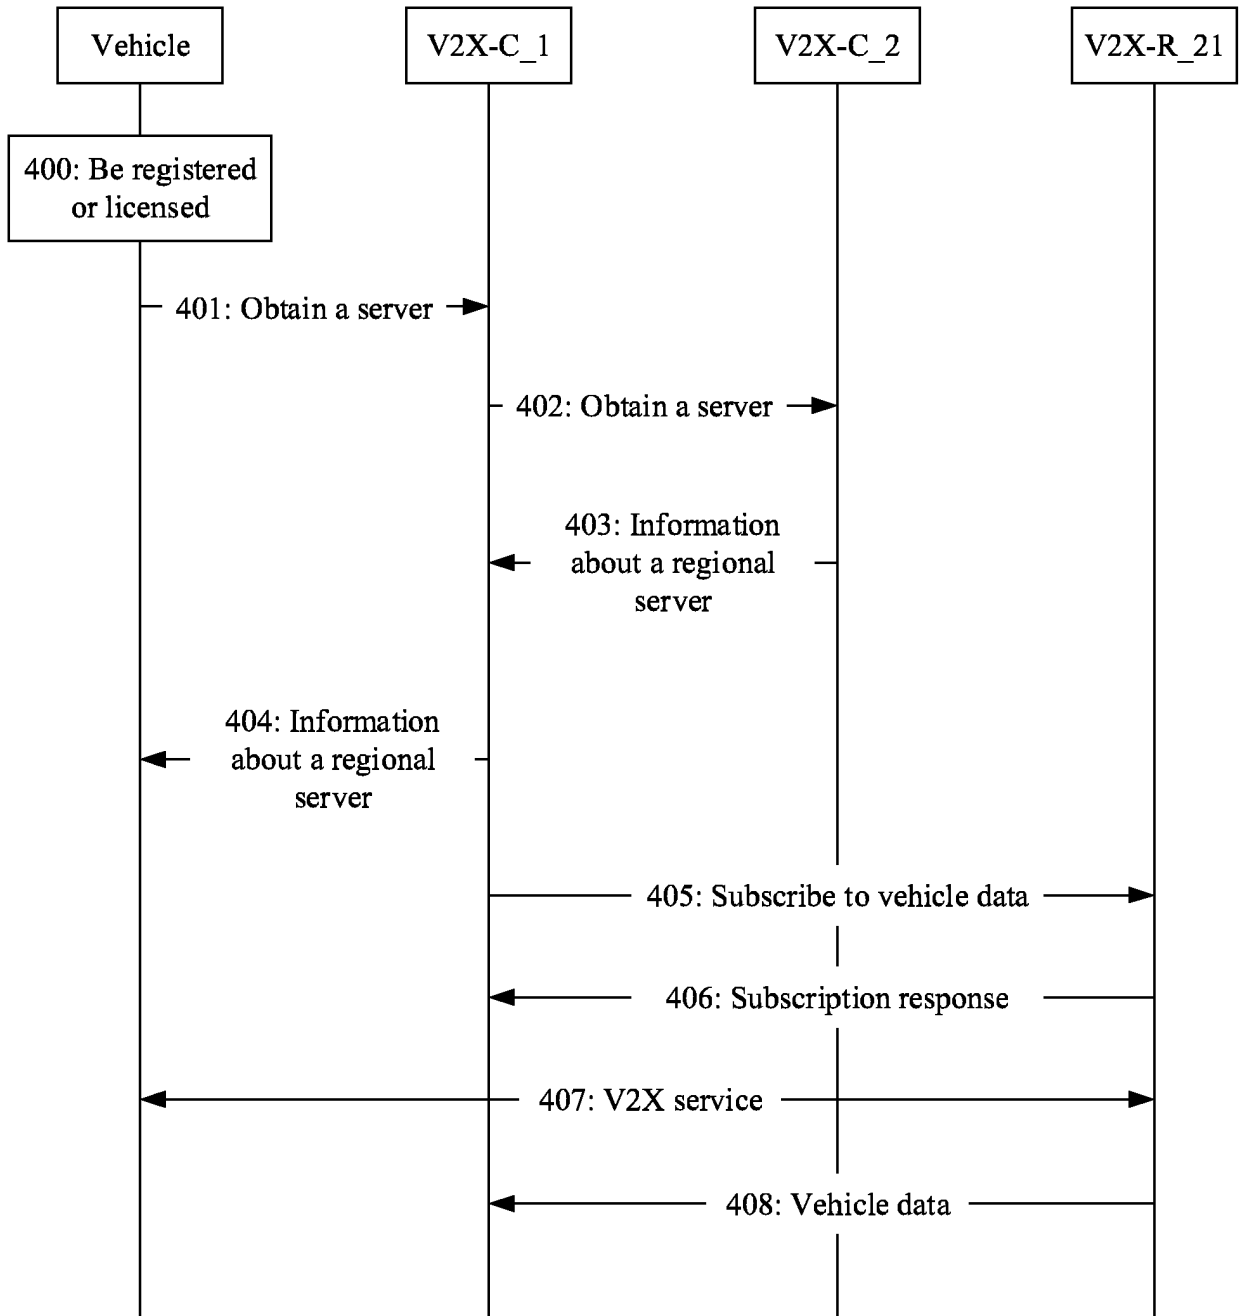 Vehicle
V2X-C_1
V2X-C_2
V2X-R_21
400: Be registered
or licensed
401: Obtain a server
402: Obtain a server
403: Information
about a regional
server
404: Information
about a regional
server
405: Subscribe to vehicle data
406: Subscription response
407: V2X service
408: Vehicle data